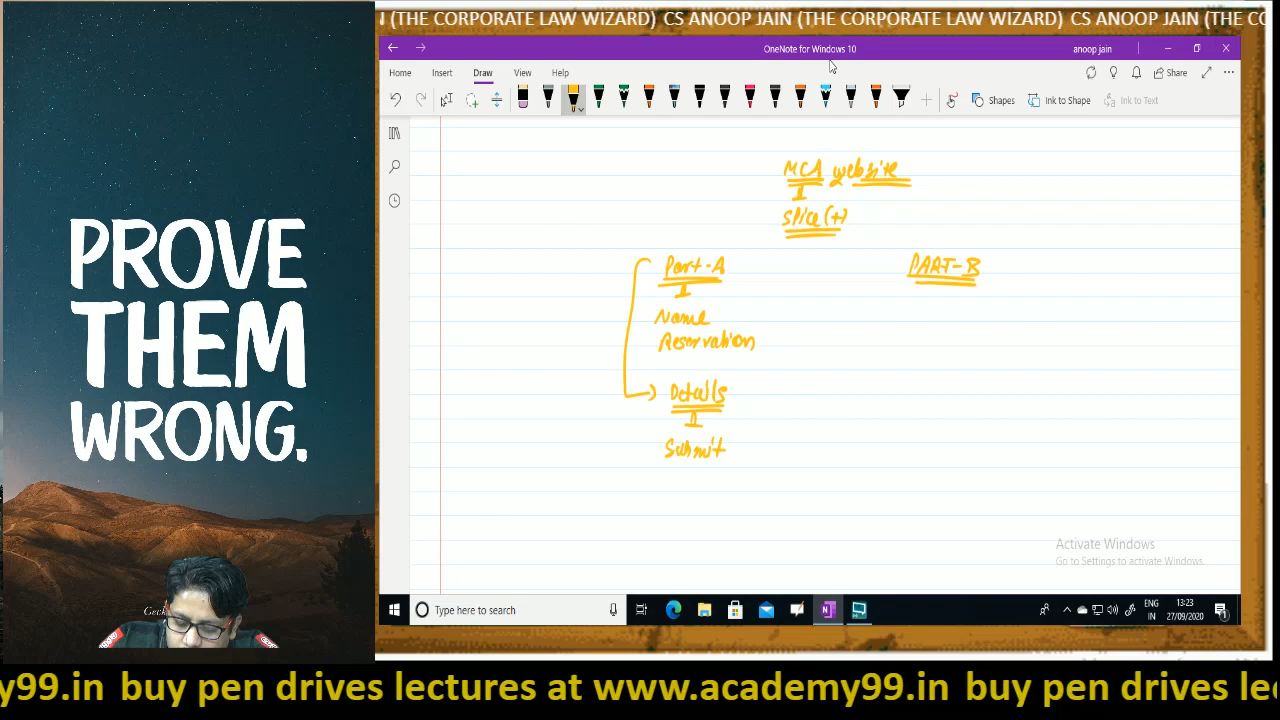 N (THE CORPORATE LAW WIZARD) CS ANOOP JAIN (THE CORPORATE LAW WIZARD) CS ANOOP JAIN (THE CO
OneNote for Windows 10
anoop jain
Home Insert Draw View Help
Share
Shapes
Ink to Shape
Ink to Text
MCA website
Spice (+)
Part-A
PART-B
Name
Reservation
Details
Submit
PROVE
THEM
WRONG.
Activate Windows
Go to Settings to activate Windows.
Type here to search
ENG
IN
13:23
27/09/2020
1
y99.in buy pen drives lectures at www.academy99.in buy pen drives le